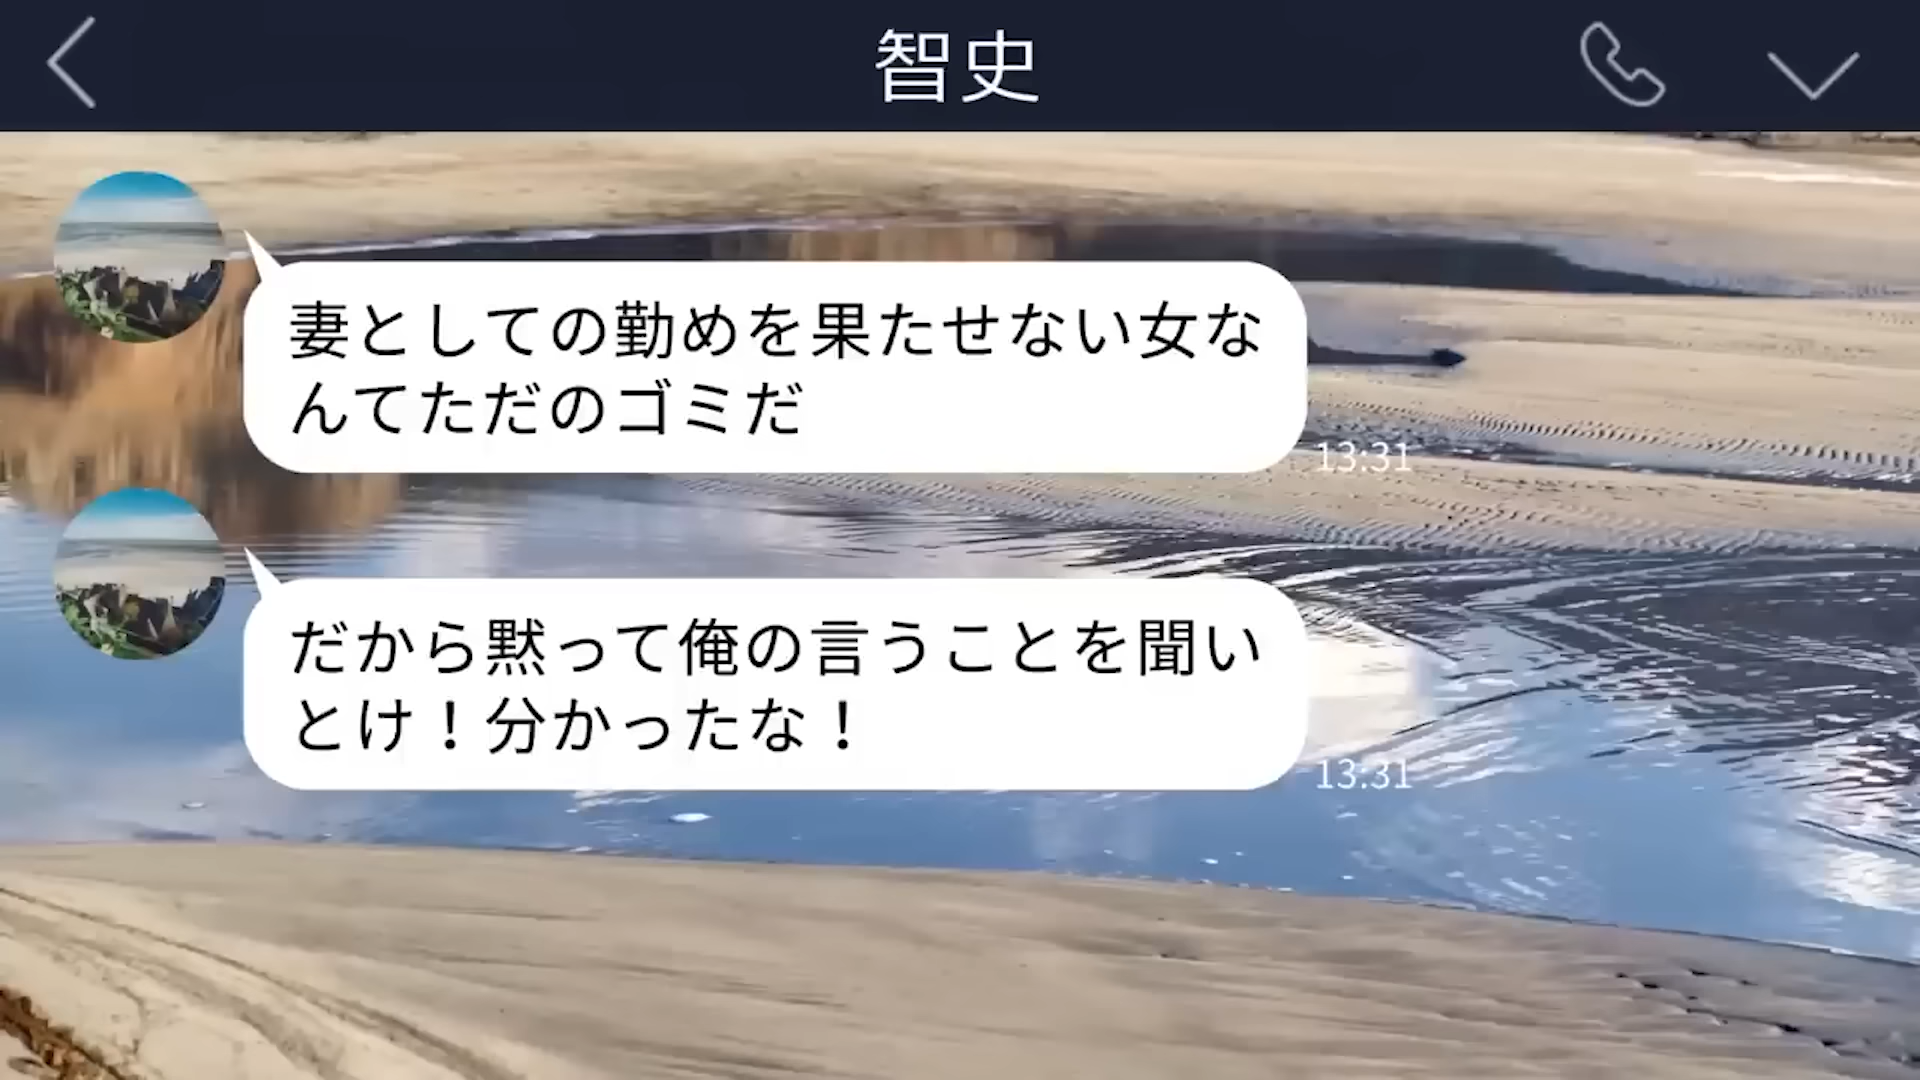 智史
妻としての勤めを果たせない女な
んてただのゴミだ
13:31
だから黙って俺の言うことを聞い
とけ！分かったな！
13:31